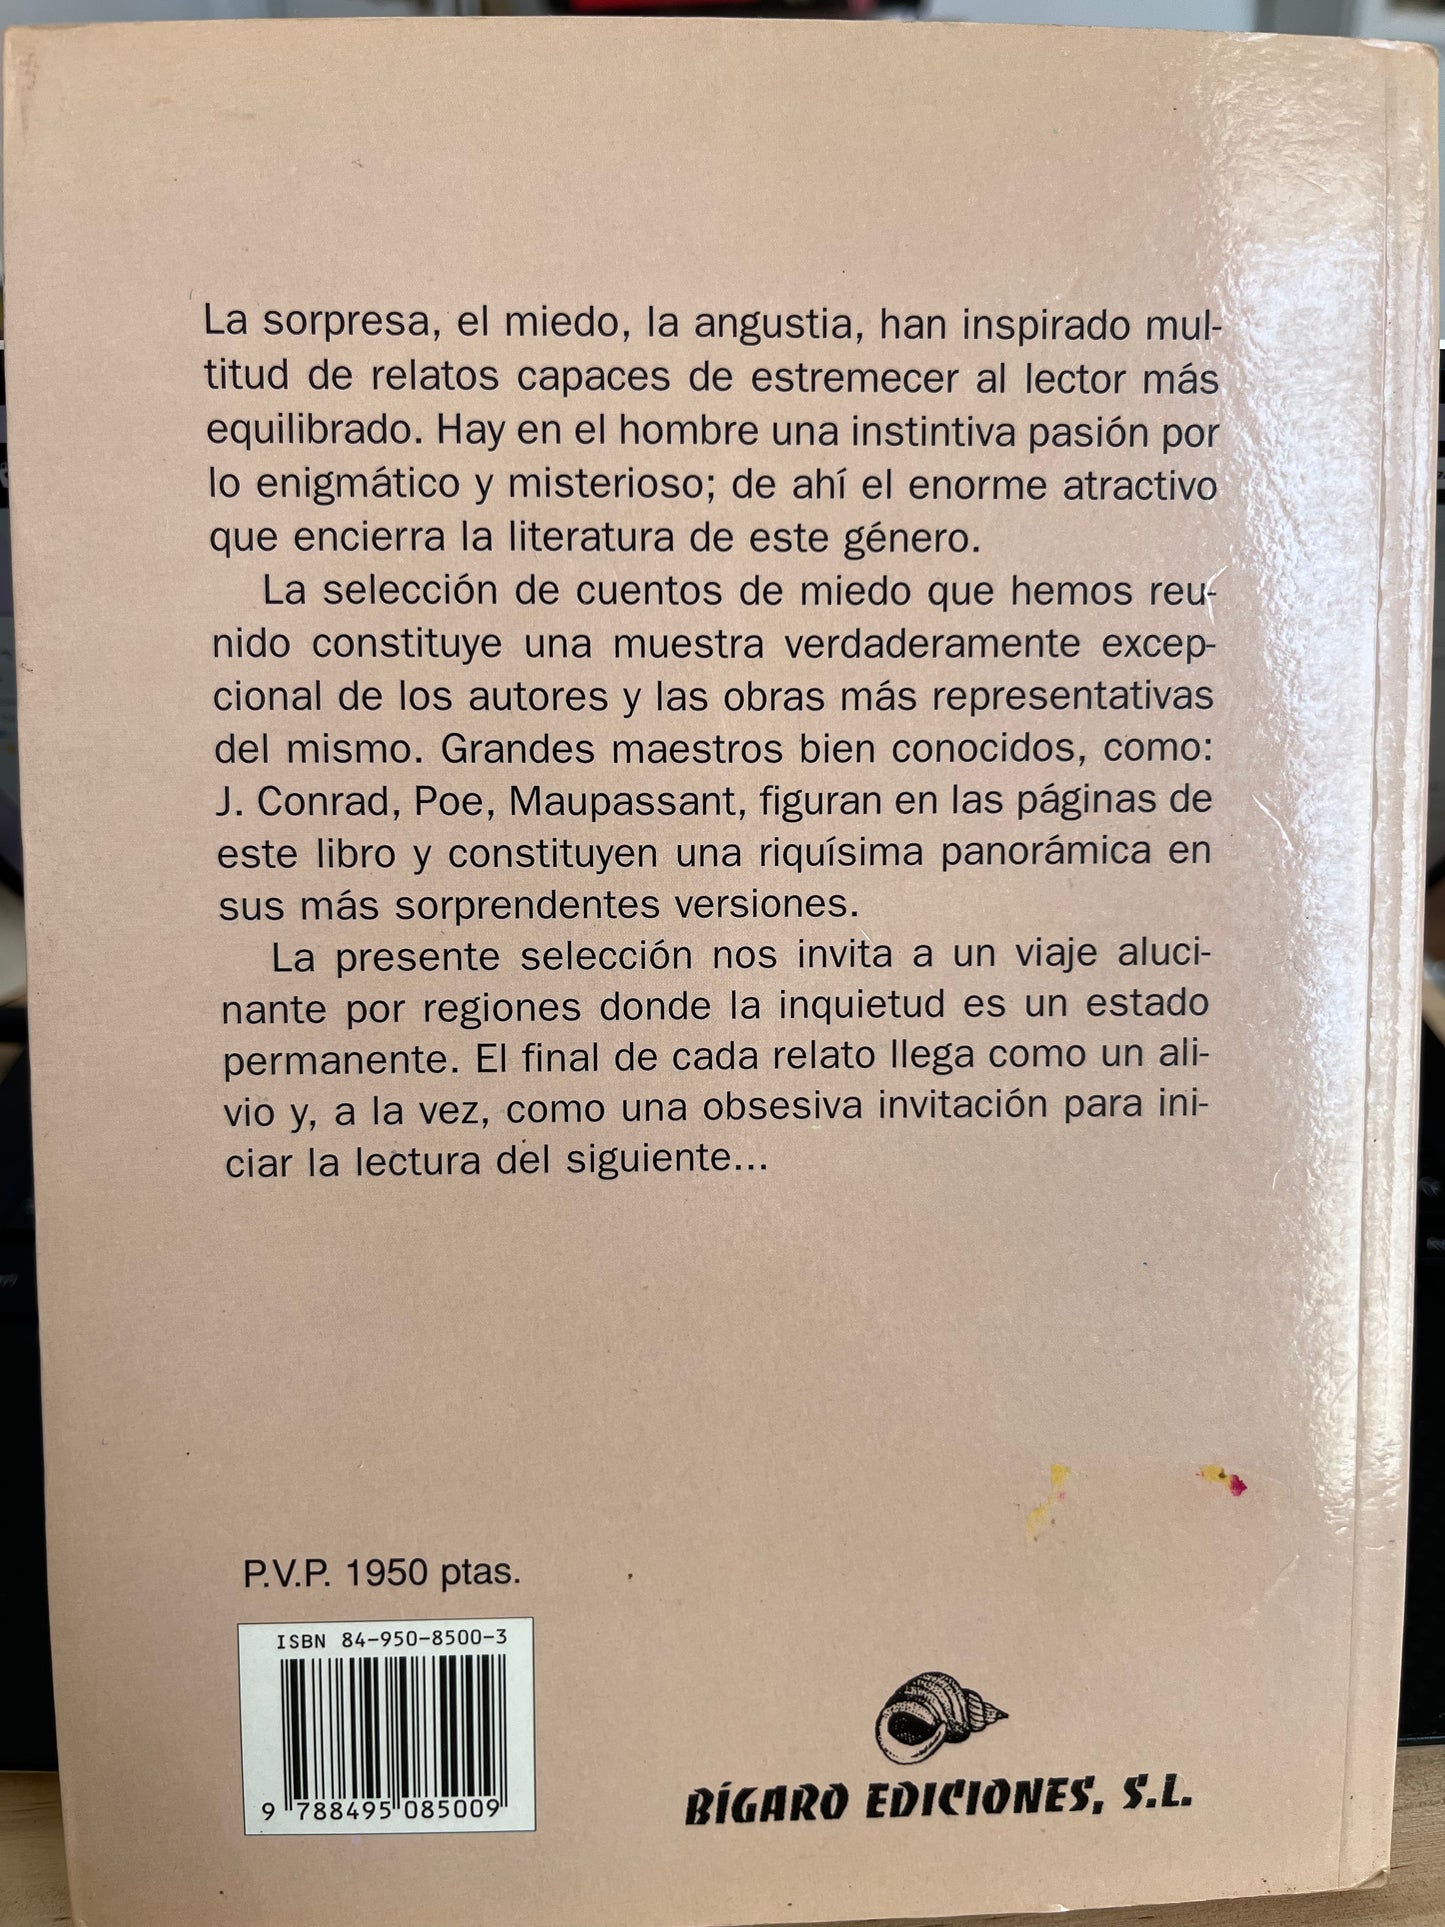 La sorpresa, el miedo, la angustia, han inspirado mul-
titud de relatos capaces de estremecer al lector más
equilibrado. Hay en el hombre una instintiva pasión por
lo enigmático y misterioso; de ahí el enorme atractivo
que encierra la literatura de este género.
La selección de cuentos de miedo que hemos reu-
nido constituye una muestra verdaderamente excep-
cional de los autores y las obras más representativas
del mismo. Grandes maestros bien conocidos, como:
J. Conrad, Poe, Maupassant, figuran en las páginas de
este libro y constituyen una riquísima panorámica en
sus más sorprendentes versiones.
La presente selección nos invita a un viaje aluci-
nante por regiones donde la inquietud es un estado
permanente. El final de cada relato llega como un ali-
vio y, a la vez, como una obsesiva invitación para ini-
ciar la lectura del siguiente...
P.V.P. 1950 ptas.
ISBN 84-950-8500-3
9 788495 085009
BÍGARO EDICIONES, S.L.